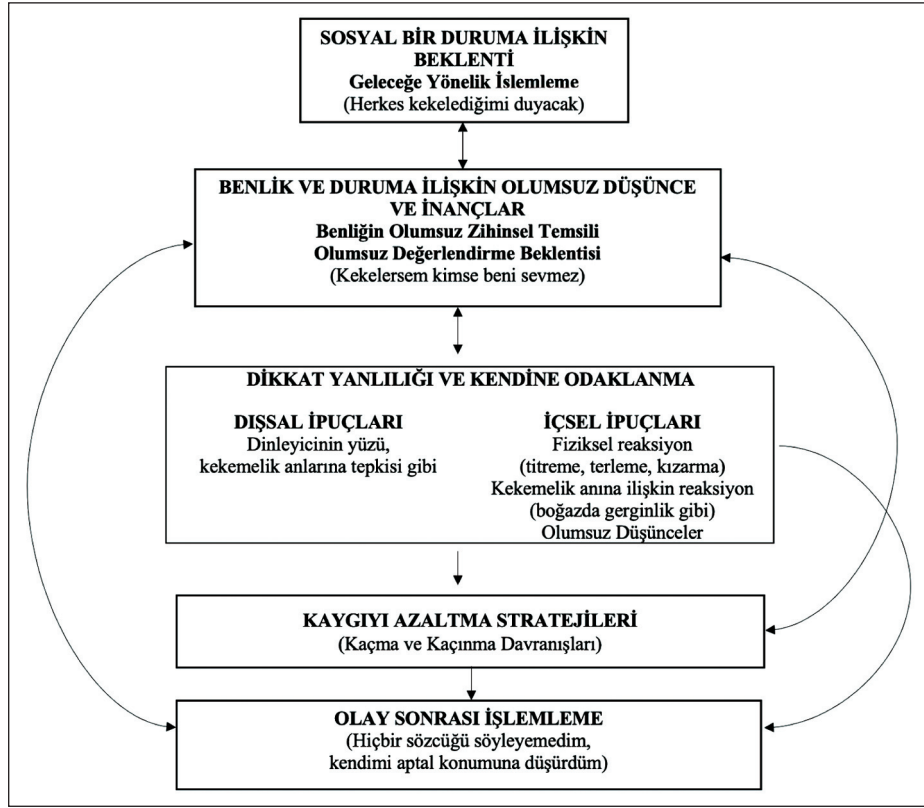 SOSYAL BİR DURUMA İLİŞKİN
BEKLENTİ
Geleceğe Yönelik İslemleme
(Herkes kekelediğimi duyacak)
BENLİK VE DURUMA İLİŞKİN OLUMSUZ DÜŞÜNCE
VE İNANÇLAR
Benliğin Olumsuz Zihinsel Temsili
Olumsuz Değerlendirme Beklentisi
(Kekelersem kimse beni sevmez)
DİKKAT YANLILIĞI VE KENDİNE ODAKLANMA
DIŞSAL İPUÇLARI
Dinleyicinin yüzü,
kekemelik anlarına tepkisi gibi
İÇSEL İPUÇLARI
Fiziksel reaksiyon
(titreme, terleme, kızarma)
Kekemelik anına ilişkin reaksiyon
(boğazda gerginlik gibi)
Olumsuz Düşünceler
KAYGIYI AZALTMA STRATEJİLERİ
(Kaçma ve Kaçınma Davranışları)
OLAY SONRASI İŞLEMLEME
(Hiçbir sözcüğü söyleyemedim,
kendimi aptal konumuna düşürdüm)